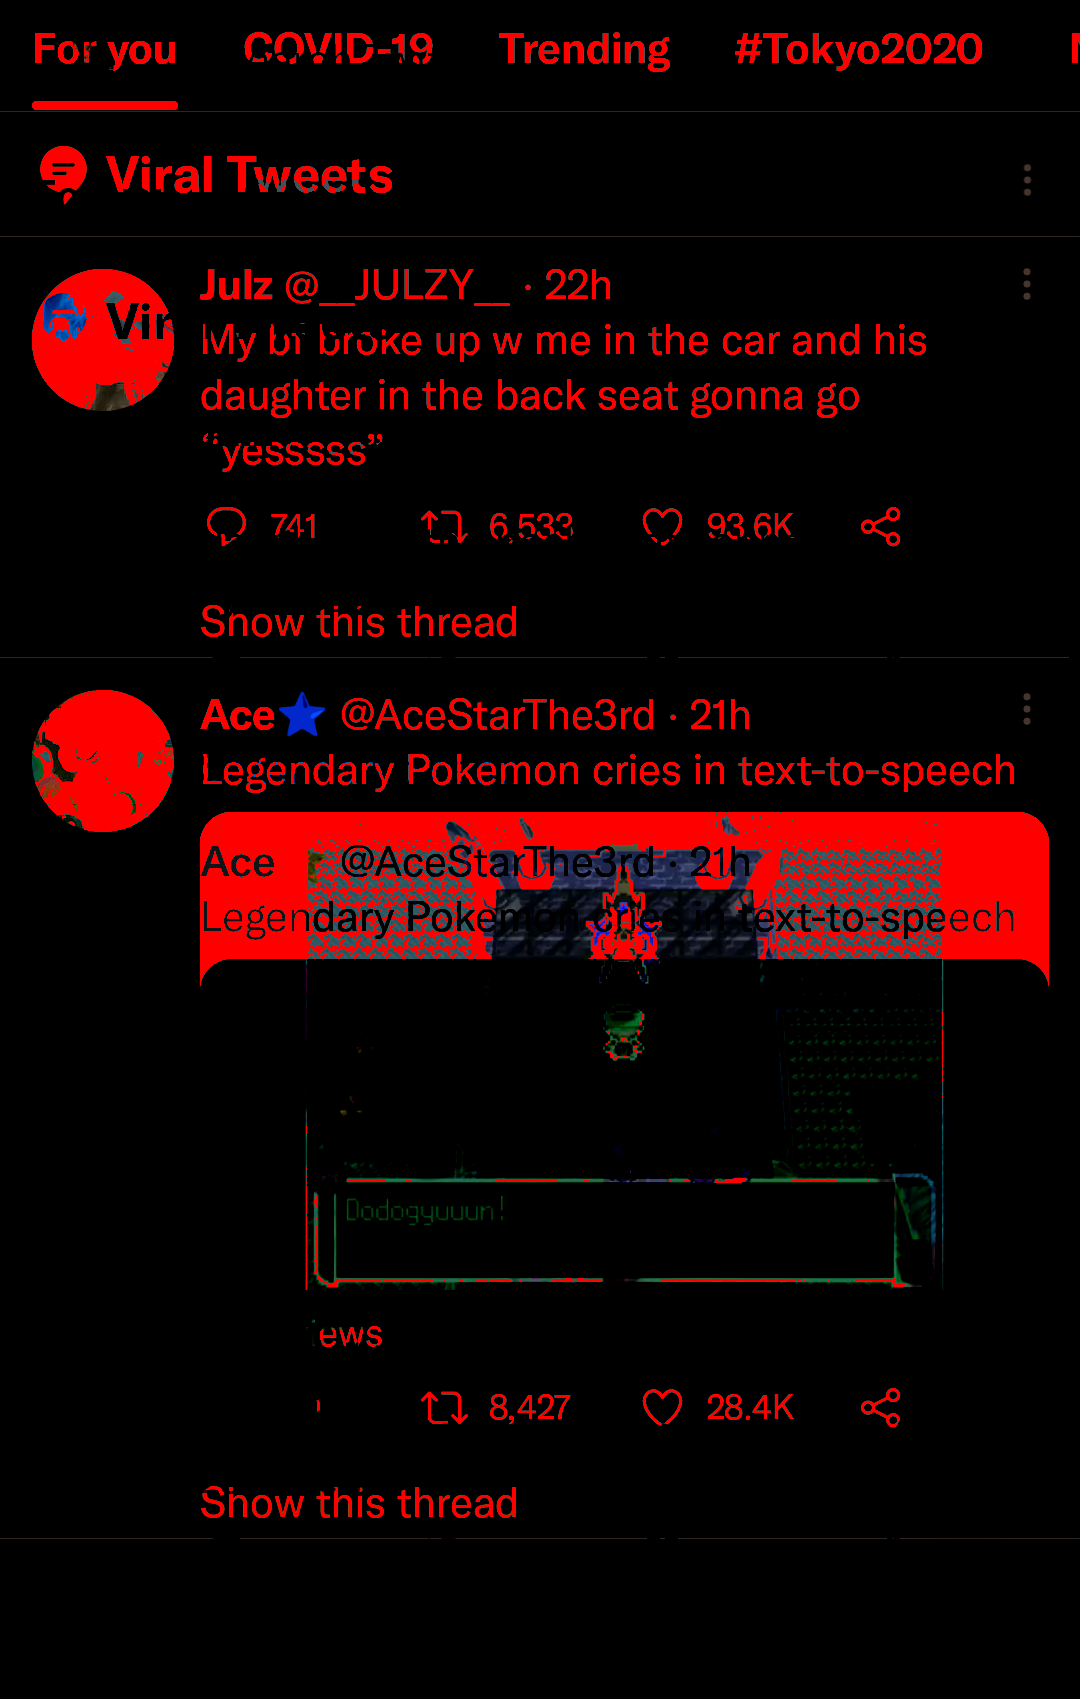 For you COVID-19 Trending #Tokyo2020
Viral Tweets
Vir
Julz @__JULZY__ · 22h
My bf broke up w me in the car and his
daughter in the back seat gonna go
“yesssss”
741 6,533 93.6K
Show this thread
Ace @AceStarThe3rd · 21h
Legendary Pokemon cries in text-to-speech
Ace @AceStarThe3rd · 21h
Legendary Pokemon cries in text-to-speech
Dodogyuuun!
ews
8,427 28.4K
Show this thread